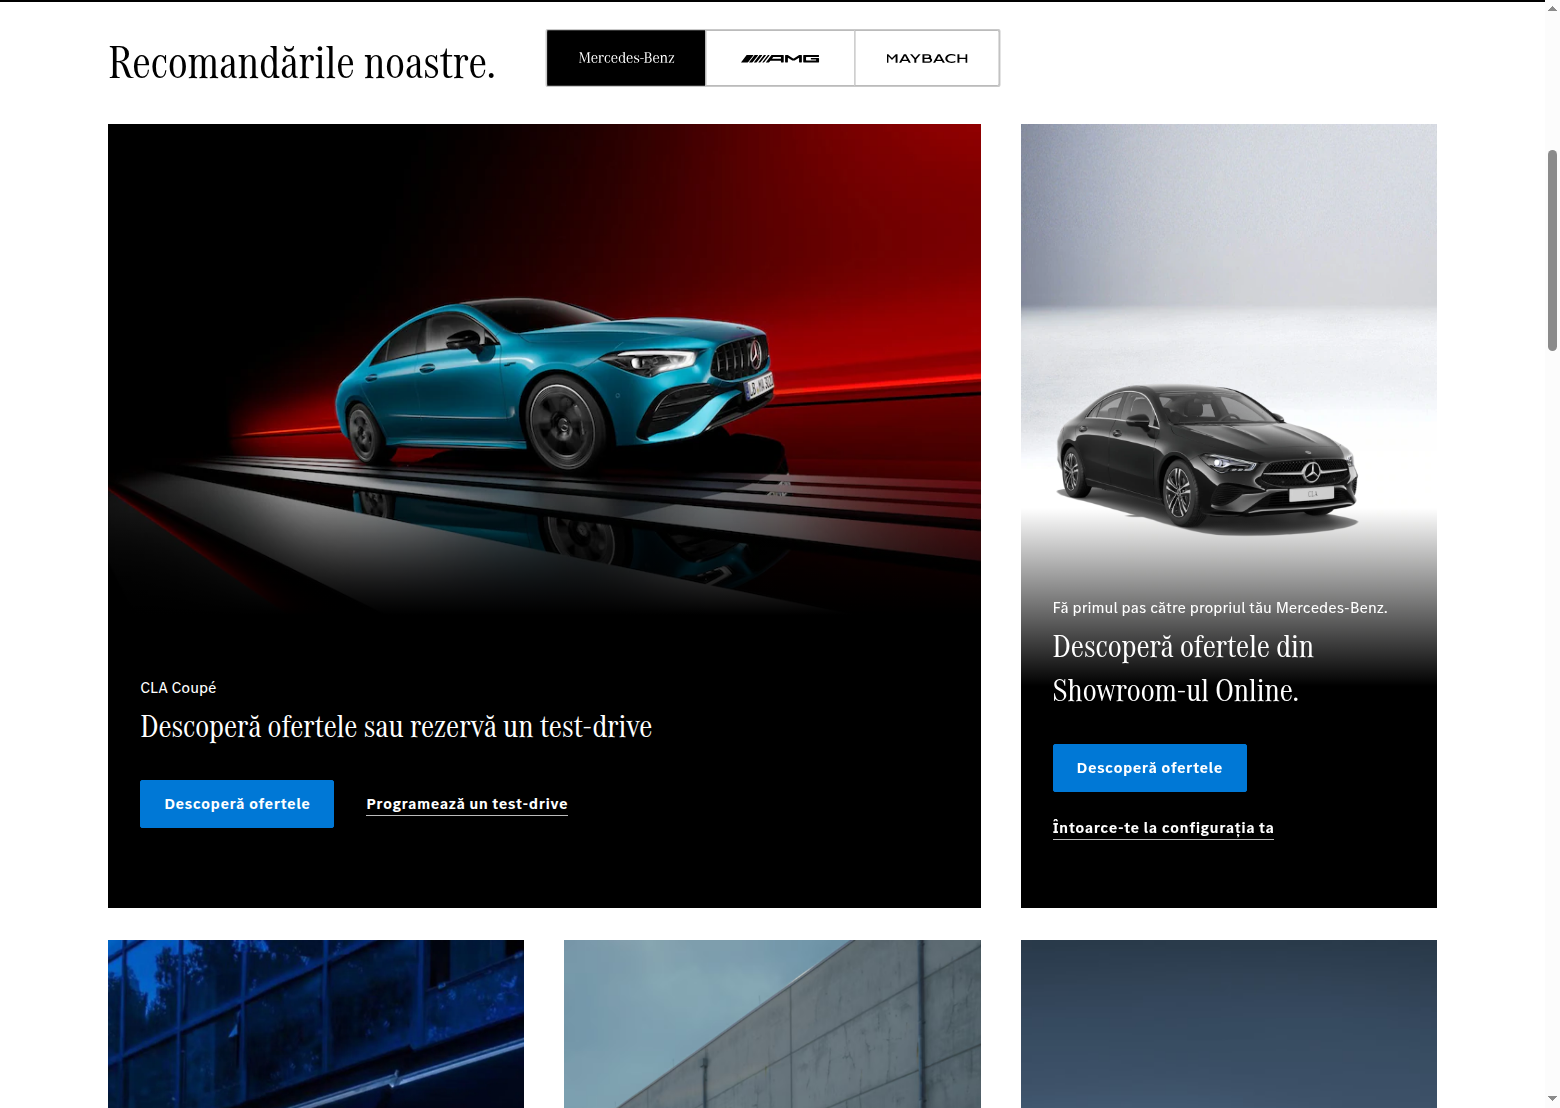 Recomandările noastre.
Mercedes-Benz
AMG
MAYBACH
CLA Coupé
Descoperă ofertele sau rezervă un test-drive
Descoperă ofertele
Programează un test-drive
CLA
Fă primul pas către propriul tău Mercedes-Benz.
Descoperă ofertele din
Showroom-ul Online.
Descoperă ofertele
Întoarce-te la configurația ta